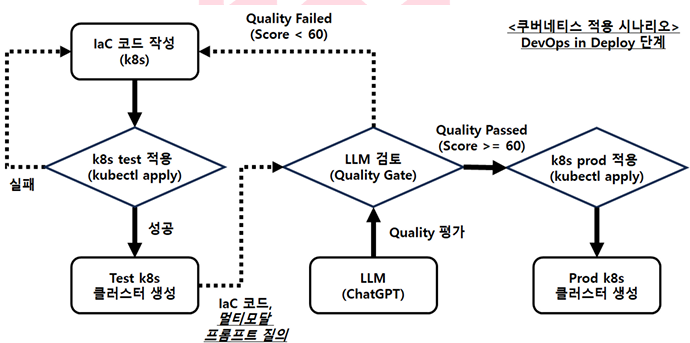 <쿠버네티스 적용 시나리오>
DevOps in Deploy 단계
Quality Failed
(Score < 60)
IaC 코드 작성
(k8s)
k8s test 적용
(kubectl apply)
실패
성공
Test k8s
클러스터 생성
IaC 코드,
멀티모달
프롬프트 질의
LLM 검토
(Quality Gate)
Quality 평가
LLM
(ChatGPT)
Quality Passed
(Score >= 60)
k8s prod 적용
(kubectl apply)
Prod k8s
클러스터 생성